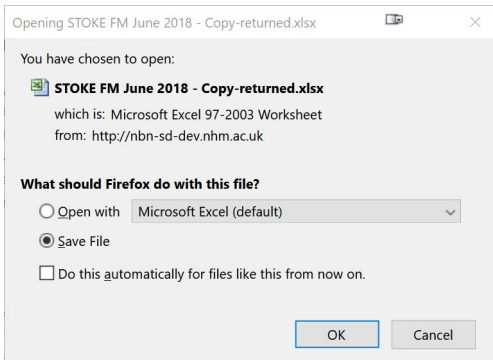 Opening STOKE FM June 2018 - Copy-returned.xlsx
You have chosen to open:
STOKE FM June 2018 - Copy-returned.xlsx
which is: Microsoft Excel 97-2003 Worksheet
from: http://nbn-sd-dev.nhm.ac.uk
What should Firefox do with this file?
Open with Microsoft Excel (default)
Save File
Do this automatically for files like this from now on.
OK Cancel